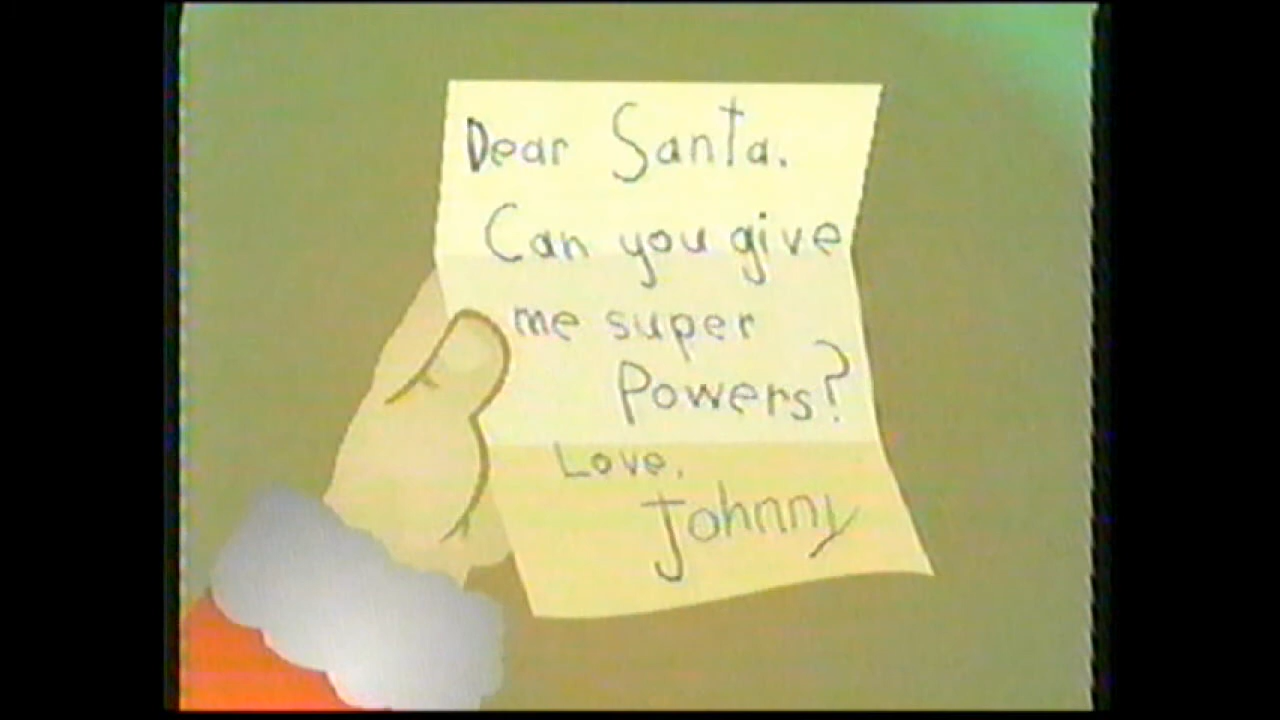 Dear Santa.
Can you give
me super
Powers?
Love,
Johnny